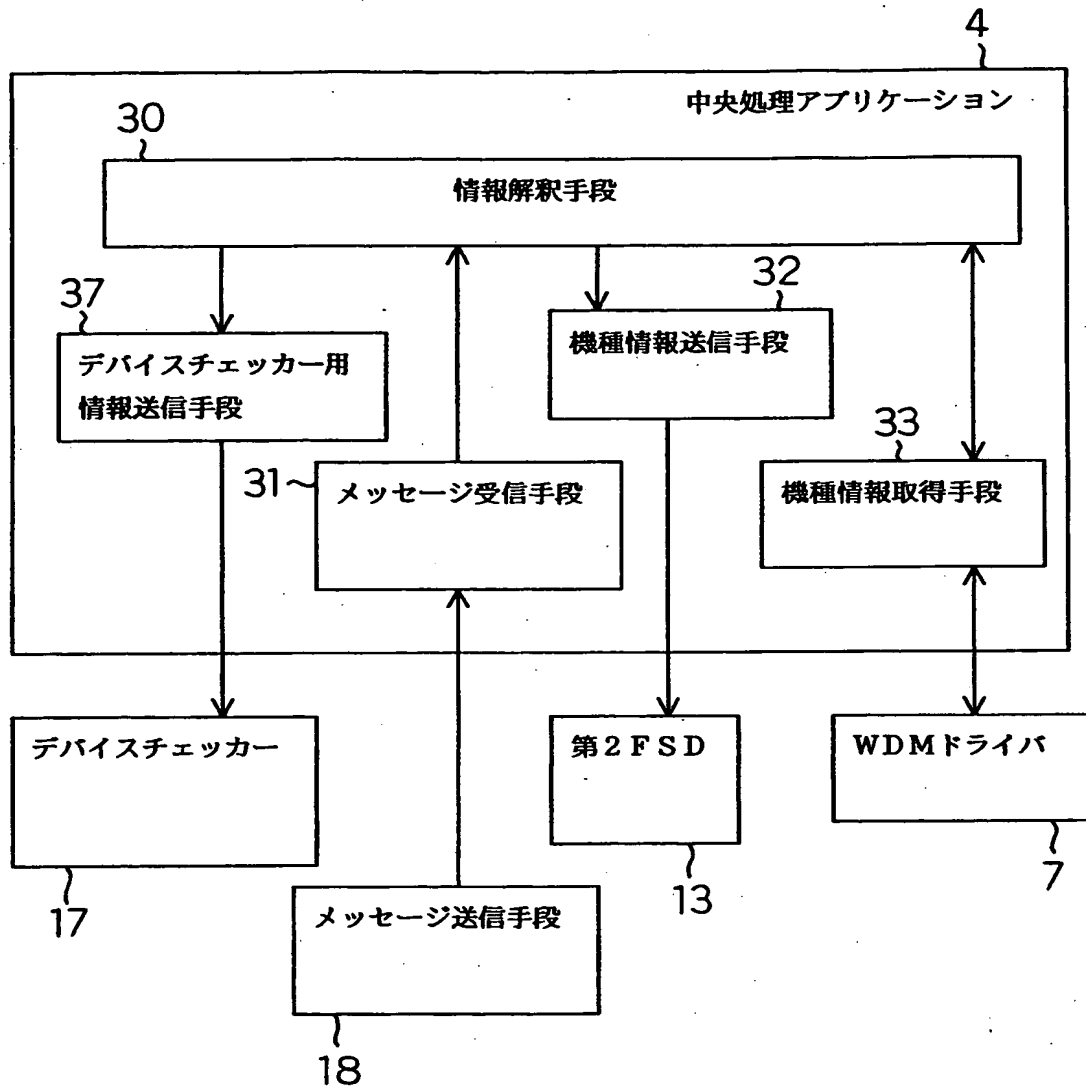 4
中央処理アプリケーション
30
情報解釈手段
37
デバイスチェッカー用
情報送信手段
32
機種情報送信手段
31
メッセージ受信手段
33
機種情報取得手段
デバイスチェッカー
17
メッセージ送信手段
18
第2FSD
13
WDMドライバ
7